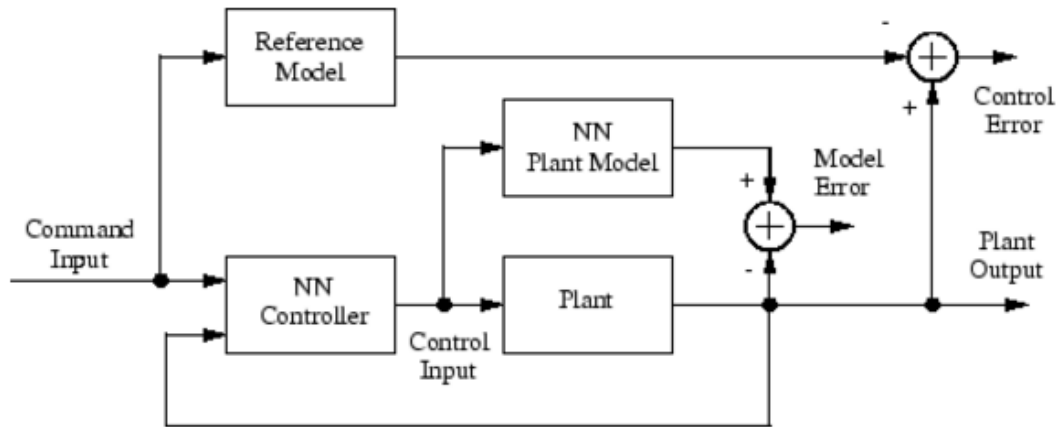 Reference
Model
-
+
Control
Error
NN
Plant Model
+
Model
Error
-
Command
Input
NN
Controller
Control
Input
Plant
Plant
Output